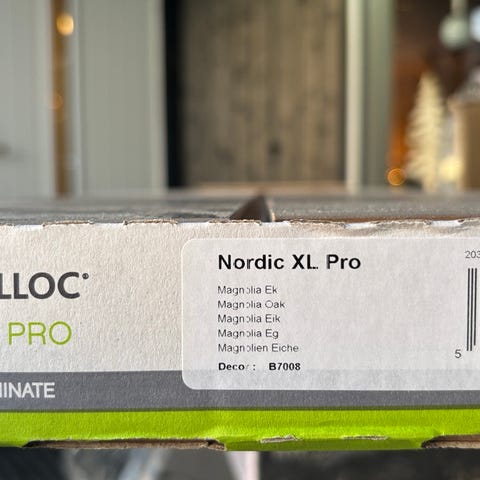 LLOC®
PRO
MINATE
Nordic XL Pro
Magnolia Ek
Magnolia Oak
Magnolia Eik
Magnolia Eg
Magnolien Eiche
Decor : B7008
203
5